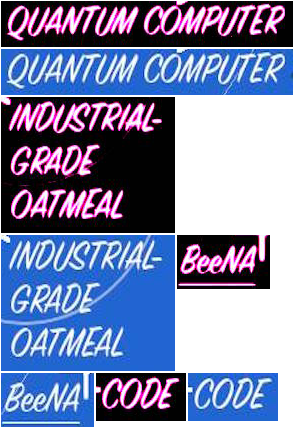 QUANTUM COMPUTER
QUANTUM COMPUTER
INDUSTRIAL-
GRADE
OATMEAL
INDUSTRIAL-
GRADE
OATMEAL
BeeNA
BeeNA
-CODE
-CODE